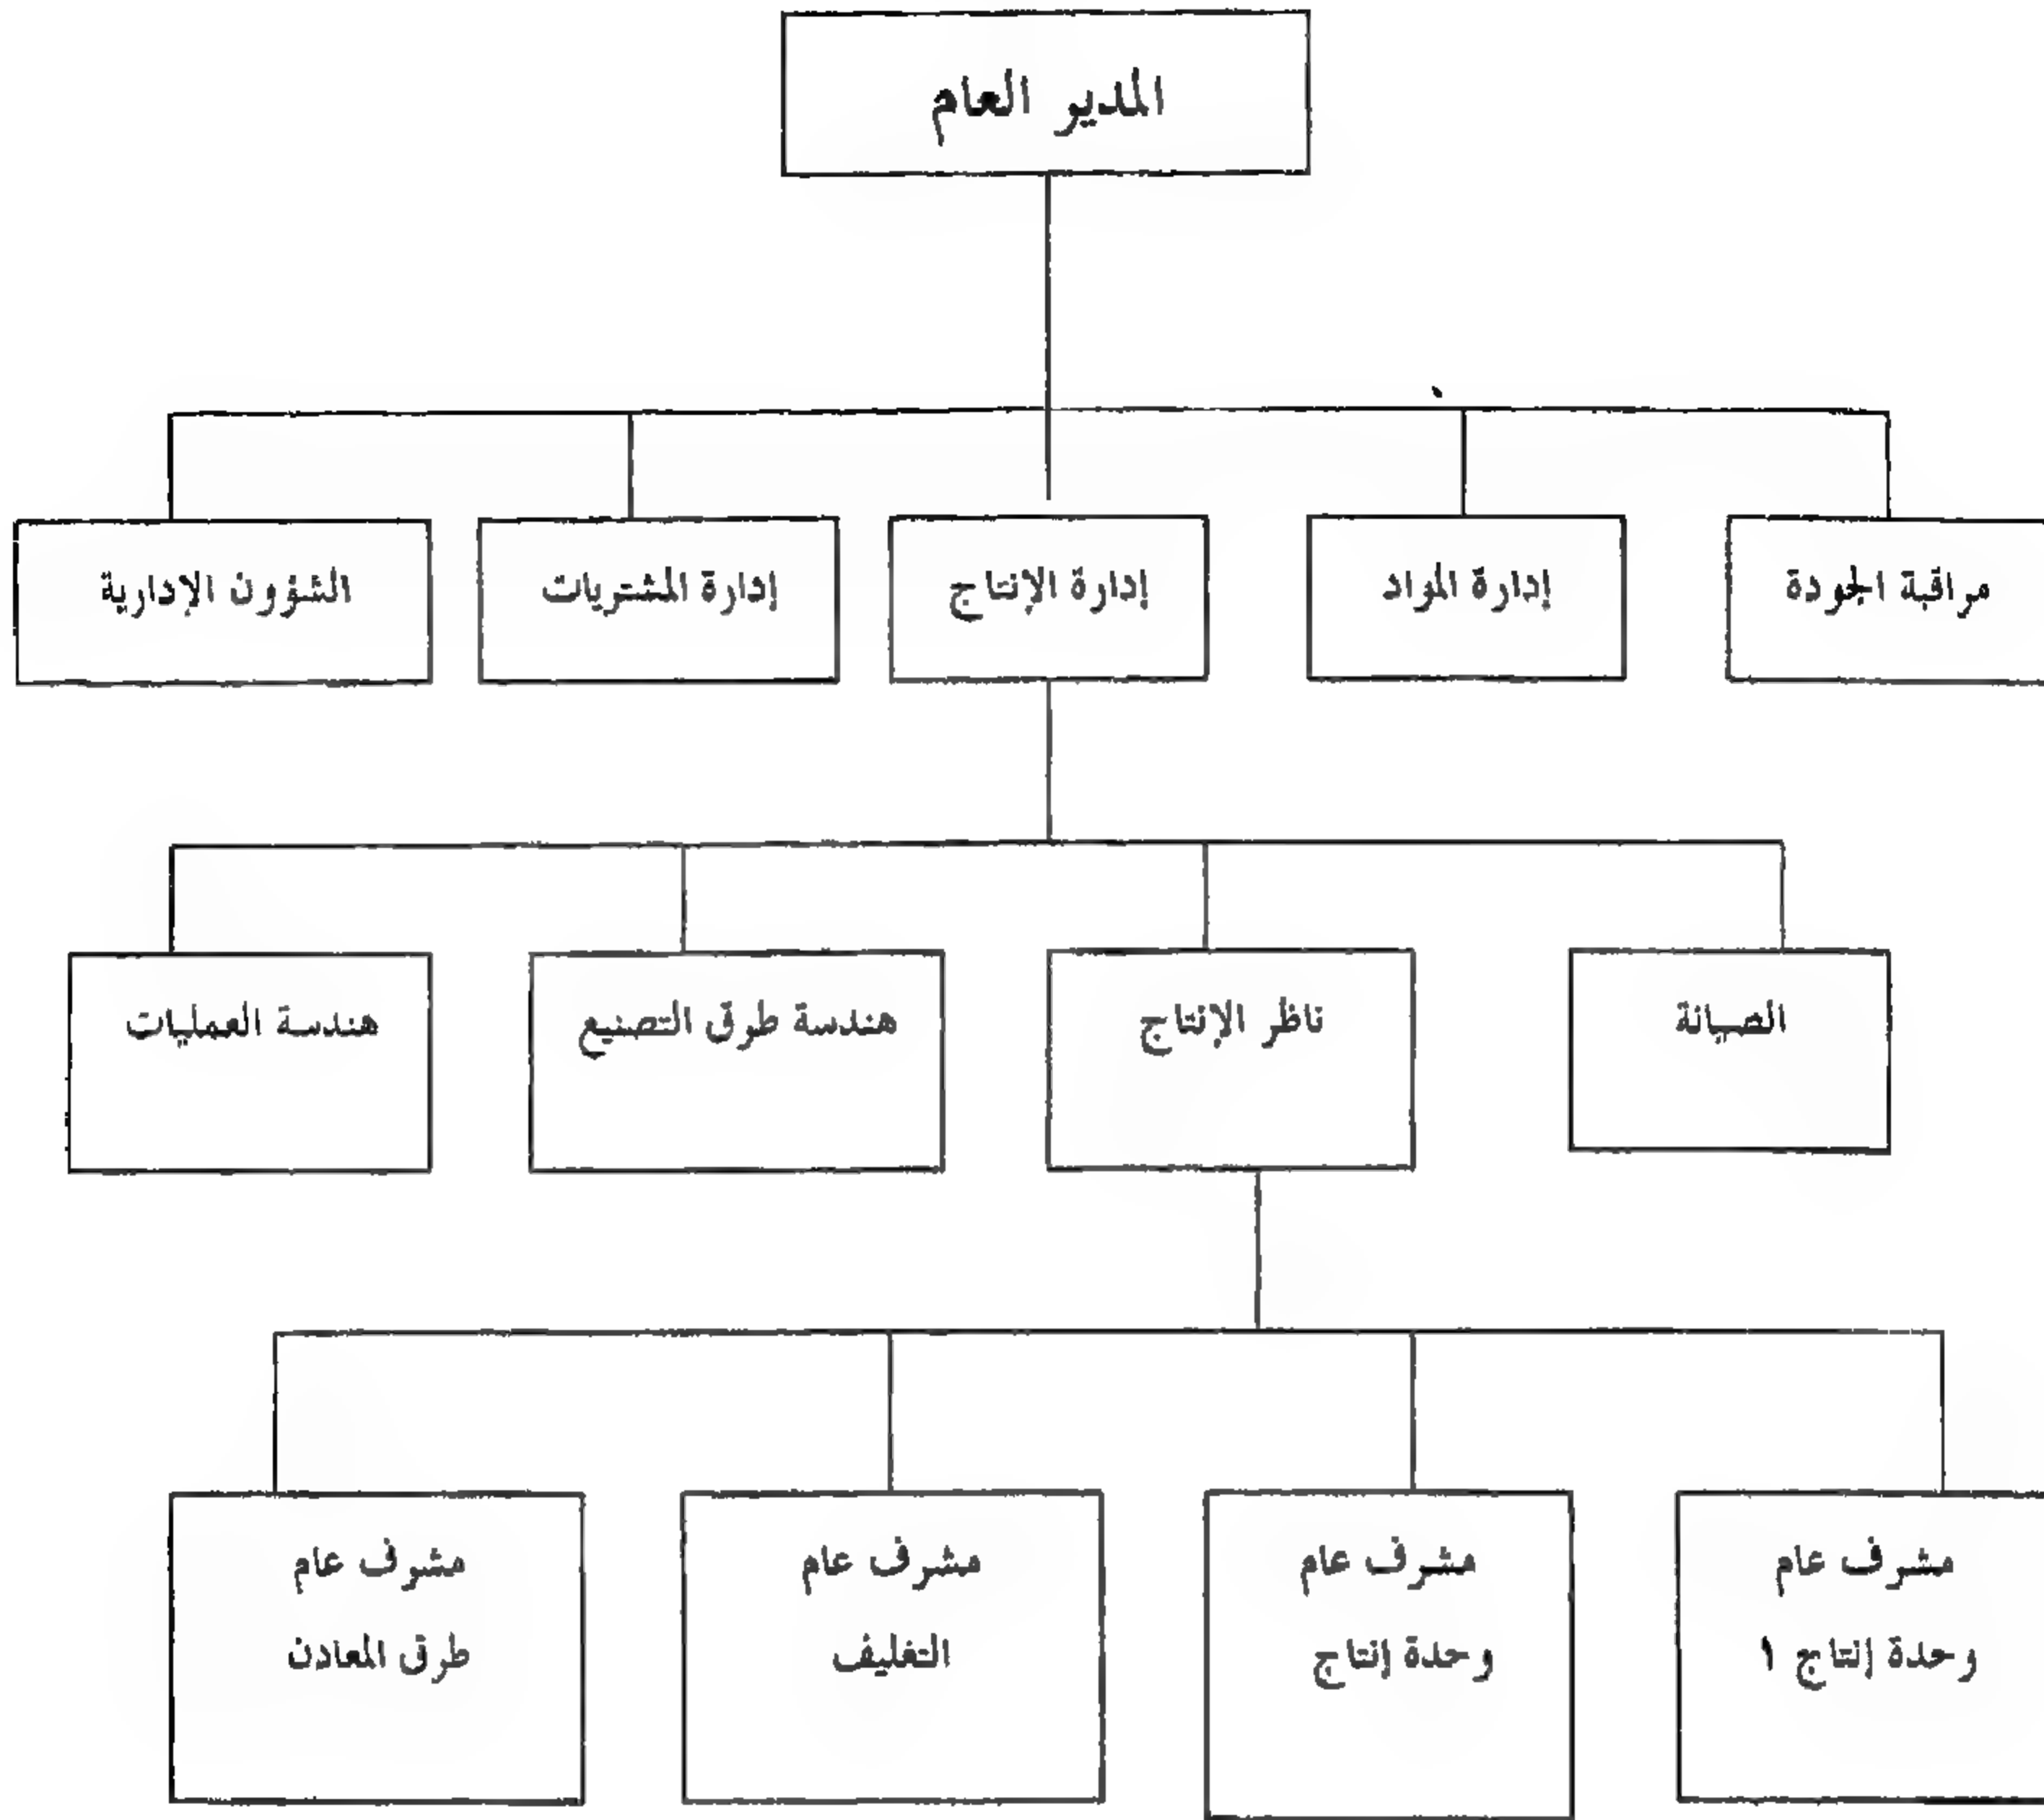 المدير العام
مراقبة الجودة
إدارة المواد
إدارة الإنتاج
إدارة المشتريات
الشؤون الإدارية
الصيانة
ناظر الإنتاج
هندسة طرق التصنيع
هندسة العمليات
مشرف عام
وحدة إنتاج ١
مشرف عام
وحدة إنتاج
مشرف عام
التغليف
مشرف عام
طرق المعادن